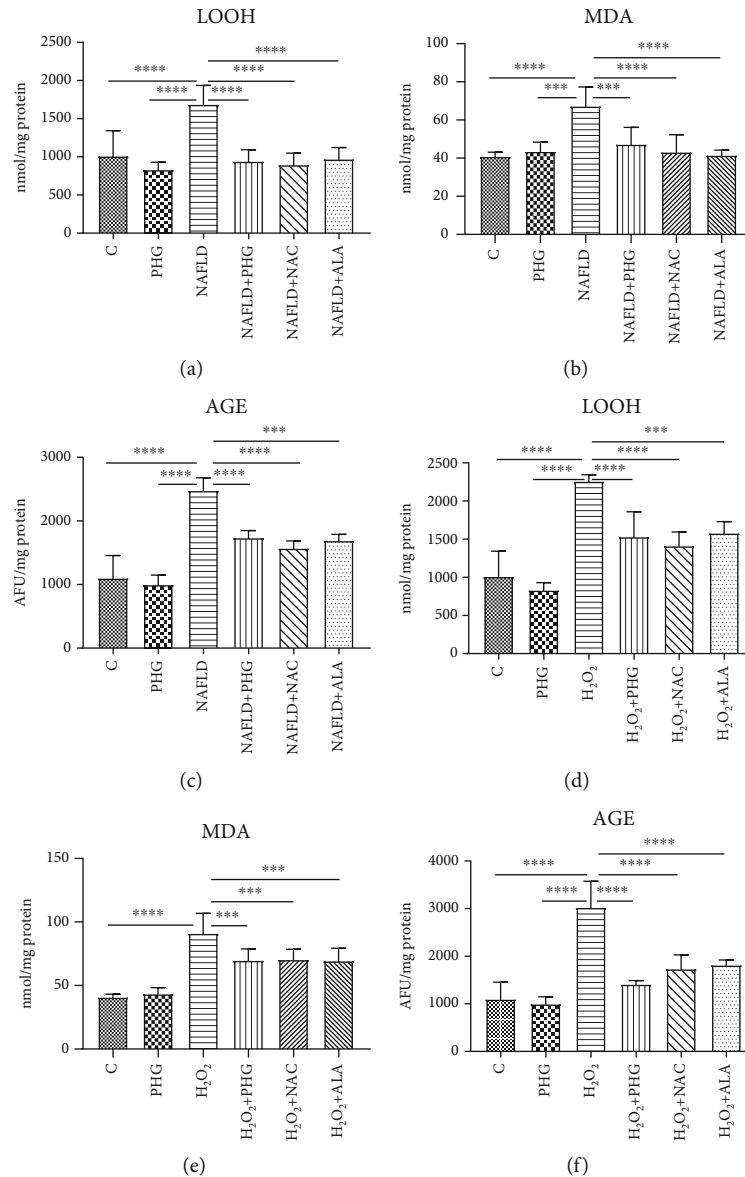 LOOH
2500
2000
1500
1000
500
0
nmol/mg protein
****
****
****
****
****
C
PHG
NAFLD
NAFLD+PHG
NAFLD+NAC
NAFLD+ALA
(a)
MDA
100
80
60
40
20
0
nmol/mg protein
****
****
****
***
***
C
PHG
NAFLD
NAFLD+PHG
NAFLD+NAC
NAFLD+ALA
(b)
AGE
3000
2000
1000
0
AFU/mg protein
***
****
****
****
****
C
PHG
NAFLD
NAFLD+PHG
NAFLD+NAC
NAFLD+ALA
(c)
LOOH
2500
2000
1500
1000
500
0
nmol/mg protein
***
****
****
****
****
C
PHG
H₂O₂
H₂O₂+PHG
H₂O₂+NAC
H₂O₂+ALA
(d)
MDA
150
100
50
0
nmol/mg protein
***
***
****
***
C
PHG
H₂O₂
H₂O₂+PHG
H₂O₂+NAC
H₂O₂+ALA
(e)
AGE
4000
3000
2000
1000
0
AFU/mg protein
****
****
****
****
****
C
PHG
H₂O₂
H₂O₂+PHG
H₂O₂+NAC
H₂O₂+ALA
(f)